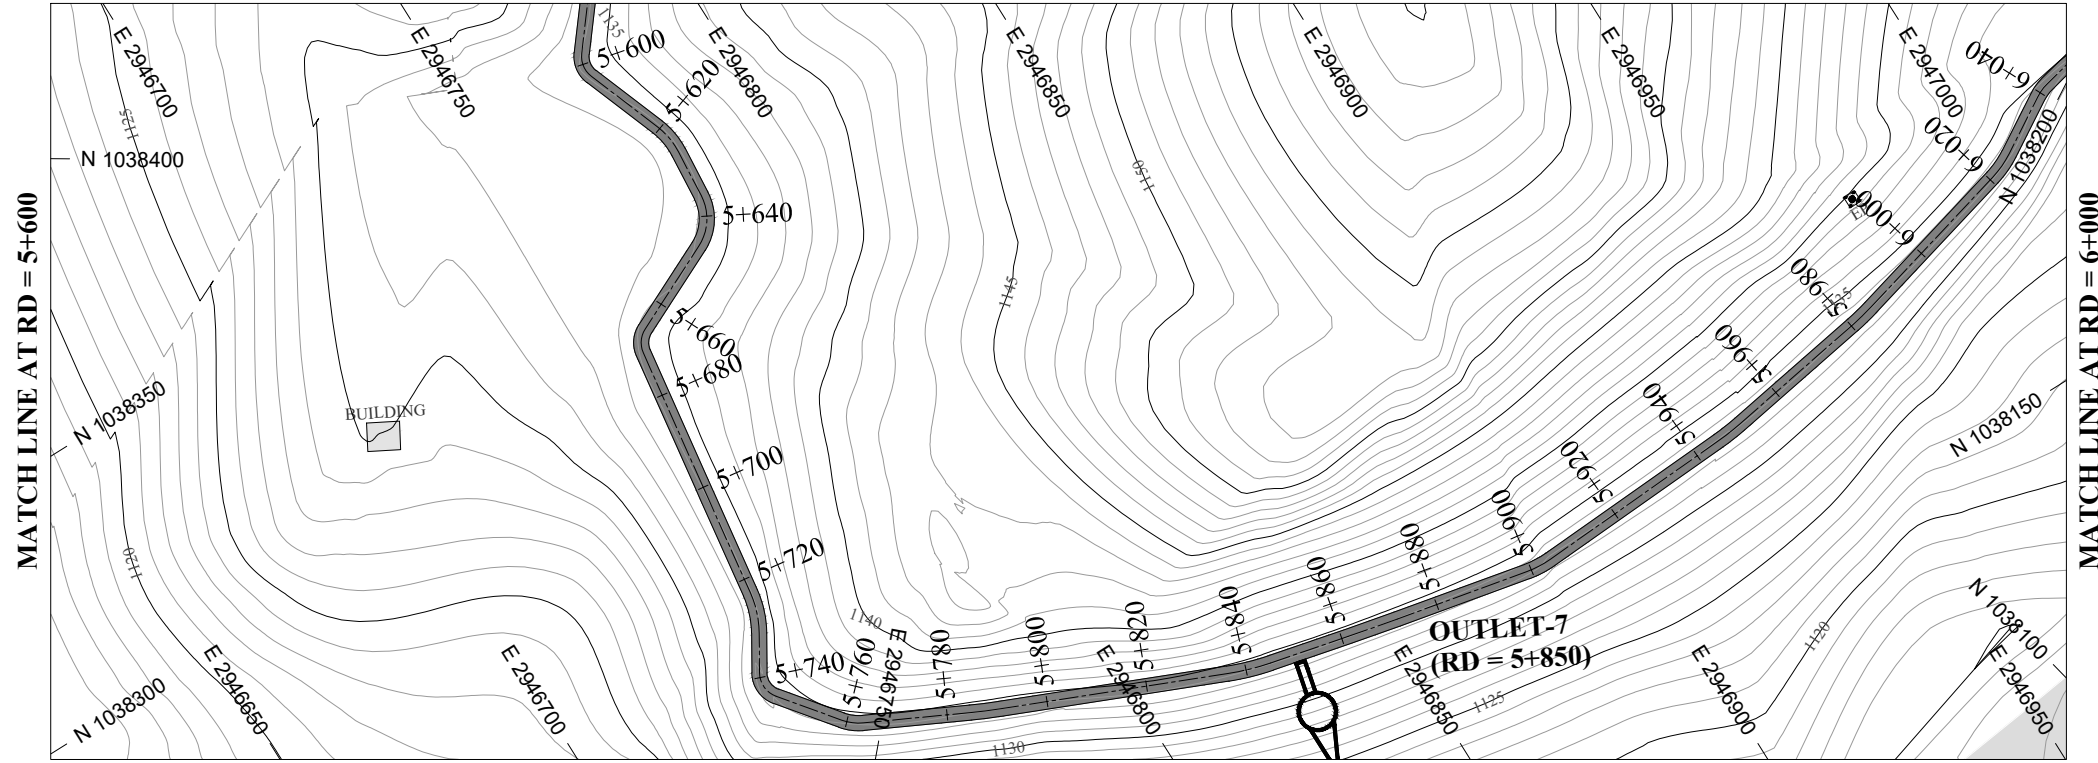 MATCH LINE AT RD = 5+600
MATCH LINE AT RD = 6+000
E 2946700
E 2946750
E 2946800
E 2946850
E 2946900
E 2946950
E 2947000
1135
1125
N 1038400
N 1038350
N 1038300
1120
BUILDING
1145
1150
5+600
5+620
5+640
5+660
5+680
5+700
5+720
5+740
5+760
5+780
5+800
5+820
5+840
5+860
5+880
5+900
5+920
5+940
5+960
5+980
6+000
6+020
6+040
N 1038200
N 1038150
N 1038100
1140
1130
1125
1120
OUTLET-7
(RD = 5+850)
E 2946650
E 2946700
E 2946750
E 2946800
E 2946850
E 2946900
E 2946950